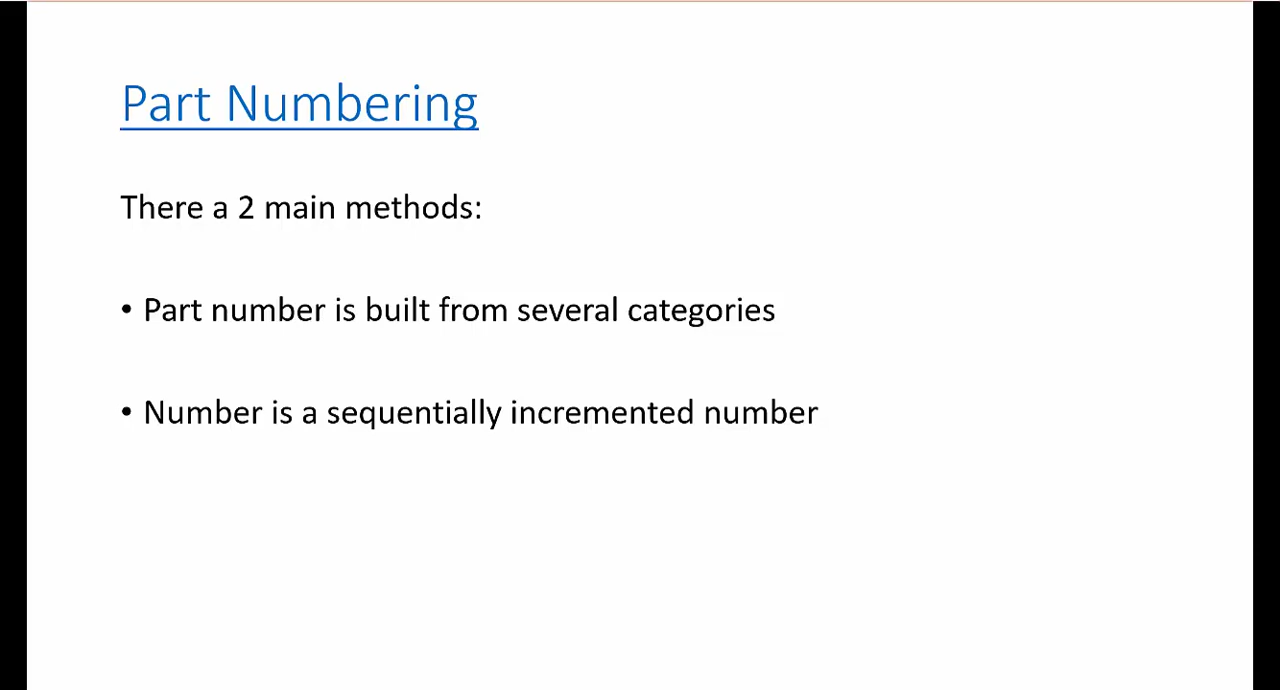 Part Numbering
There a 2 main methods:
• Part number is built from several categories
• Number is a sequentially incremented number